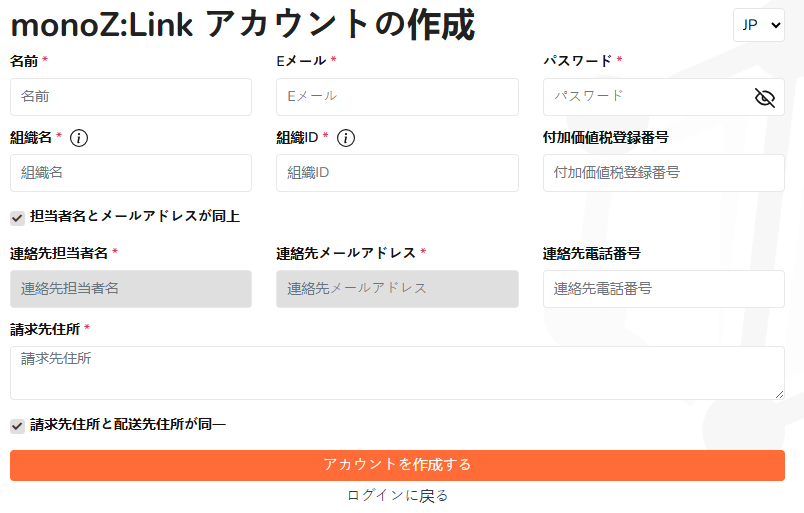 monoZ:Link アカウントの作成
JP
名前 * Eメール * パスワード *
名前 Eメール パスワード
組織名 * i 組織ID * i 付加価値税登録番号
組織名 組織ID 付加価値税登録番号
担当者名とメールアドレスが同上
連絡先担当者名 * 連絡先メールアドレス * 連絡先電話番号
連絡先担当者名 連絡先メールアドレス 連絡先電話番号
請求先住所 *
請求先住所
請求先住所と配送先住所が同一
アカウントを作成する
ログインに戻る